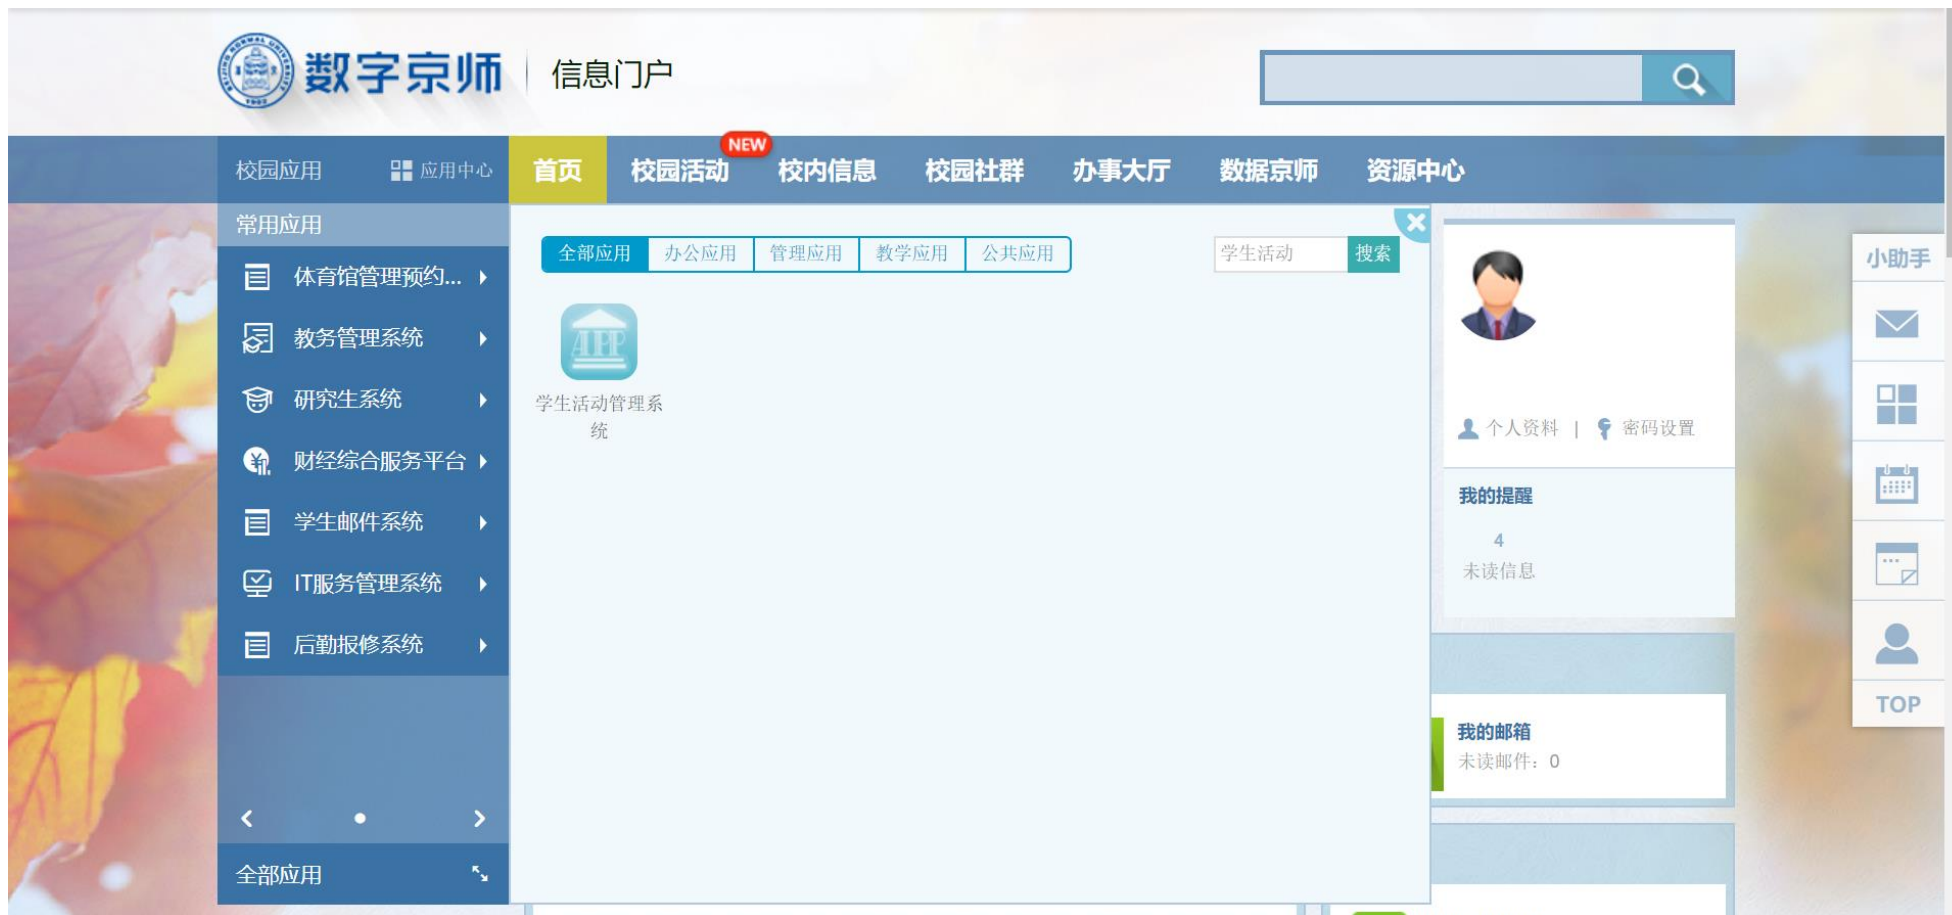 数字京师 信息门户
校园应用 应用中心 首页 校园活动 NEW 校内信息 校园社群 办事大厅 数据京师 资源中心
常用应用
体育馆管理预约...
教务管理系统
研究生系统
财经综合服务平台
学生邮件系统
IT服务管理系统
后勤报修系统
全部应用
全部应用 办公应用 管理应用 教学应用 公共应用 学生活动 搜索
学生活动管理系
统
个人资料 | 密码设置
我的提醒
4
未读信息
我的邮箱
未读邮件：0
小助手
TOP